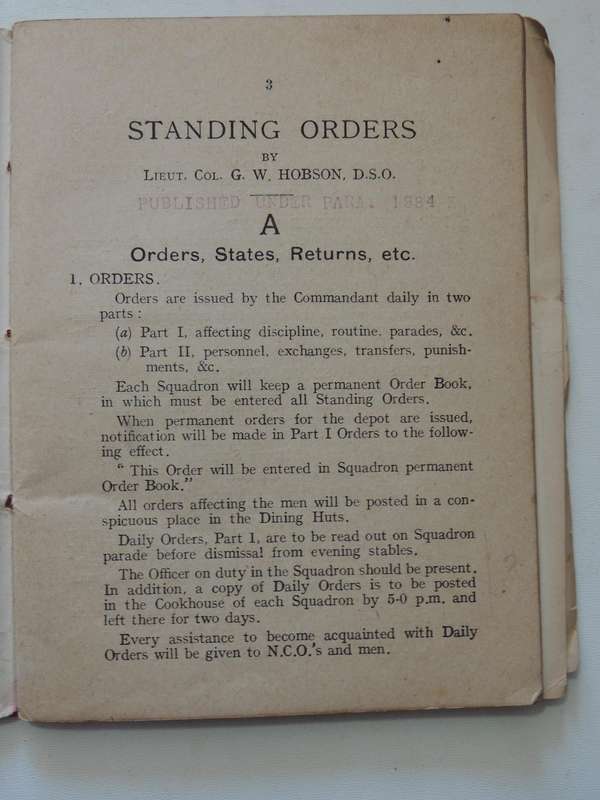 3
STANDING ORDERS
BY
LIEUT. COL. G. W. HOBSON, D.S.O.
PUBLISHED UNDER PARA. 1884
A
Orders, States, Returns, etc.
1. ORDERS.
Orders are issued by the Commandant daily in two
parts :
(a) Part I, affecting discipline, routine, parades, &c.
(b) Part II, personnel, exchanges, transfers, punish-
ments, &c.
Each Squadron will keep a permanent Order Book,
in which must be entered all Standing Orders.
When permanent orders for the depot are issued,
notification will be made in Part I Orders to the follow-
ing effect.
“ This Order will be entered in Squadron permanent
Order Book.”
All orders affecting the men will be posted in a con-
spicuous place in the Dining Huts.
Daily Orders, Part 1, are to be read out on Squadron
parade before dismissal from evening stables.
The Officer on duty in the Squadron should be present.
In addition, a copy of Daily Orders is to be posted
in the Cookhouse of each Squadron by 5-0 p.m. and
left there for two days.
Every assistance to become acquainted with Daily
Orders will be given to N.C.O.’s and men.